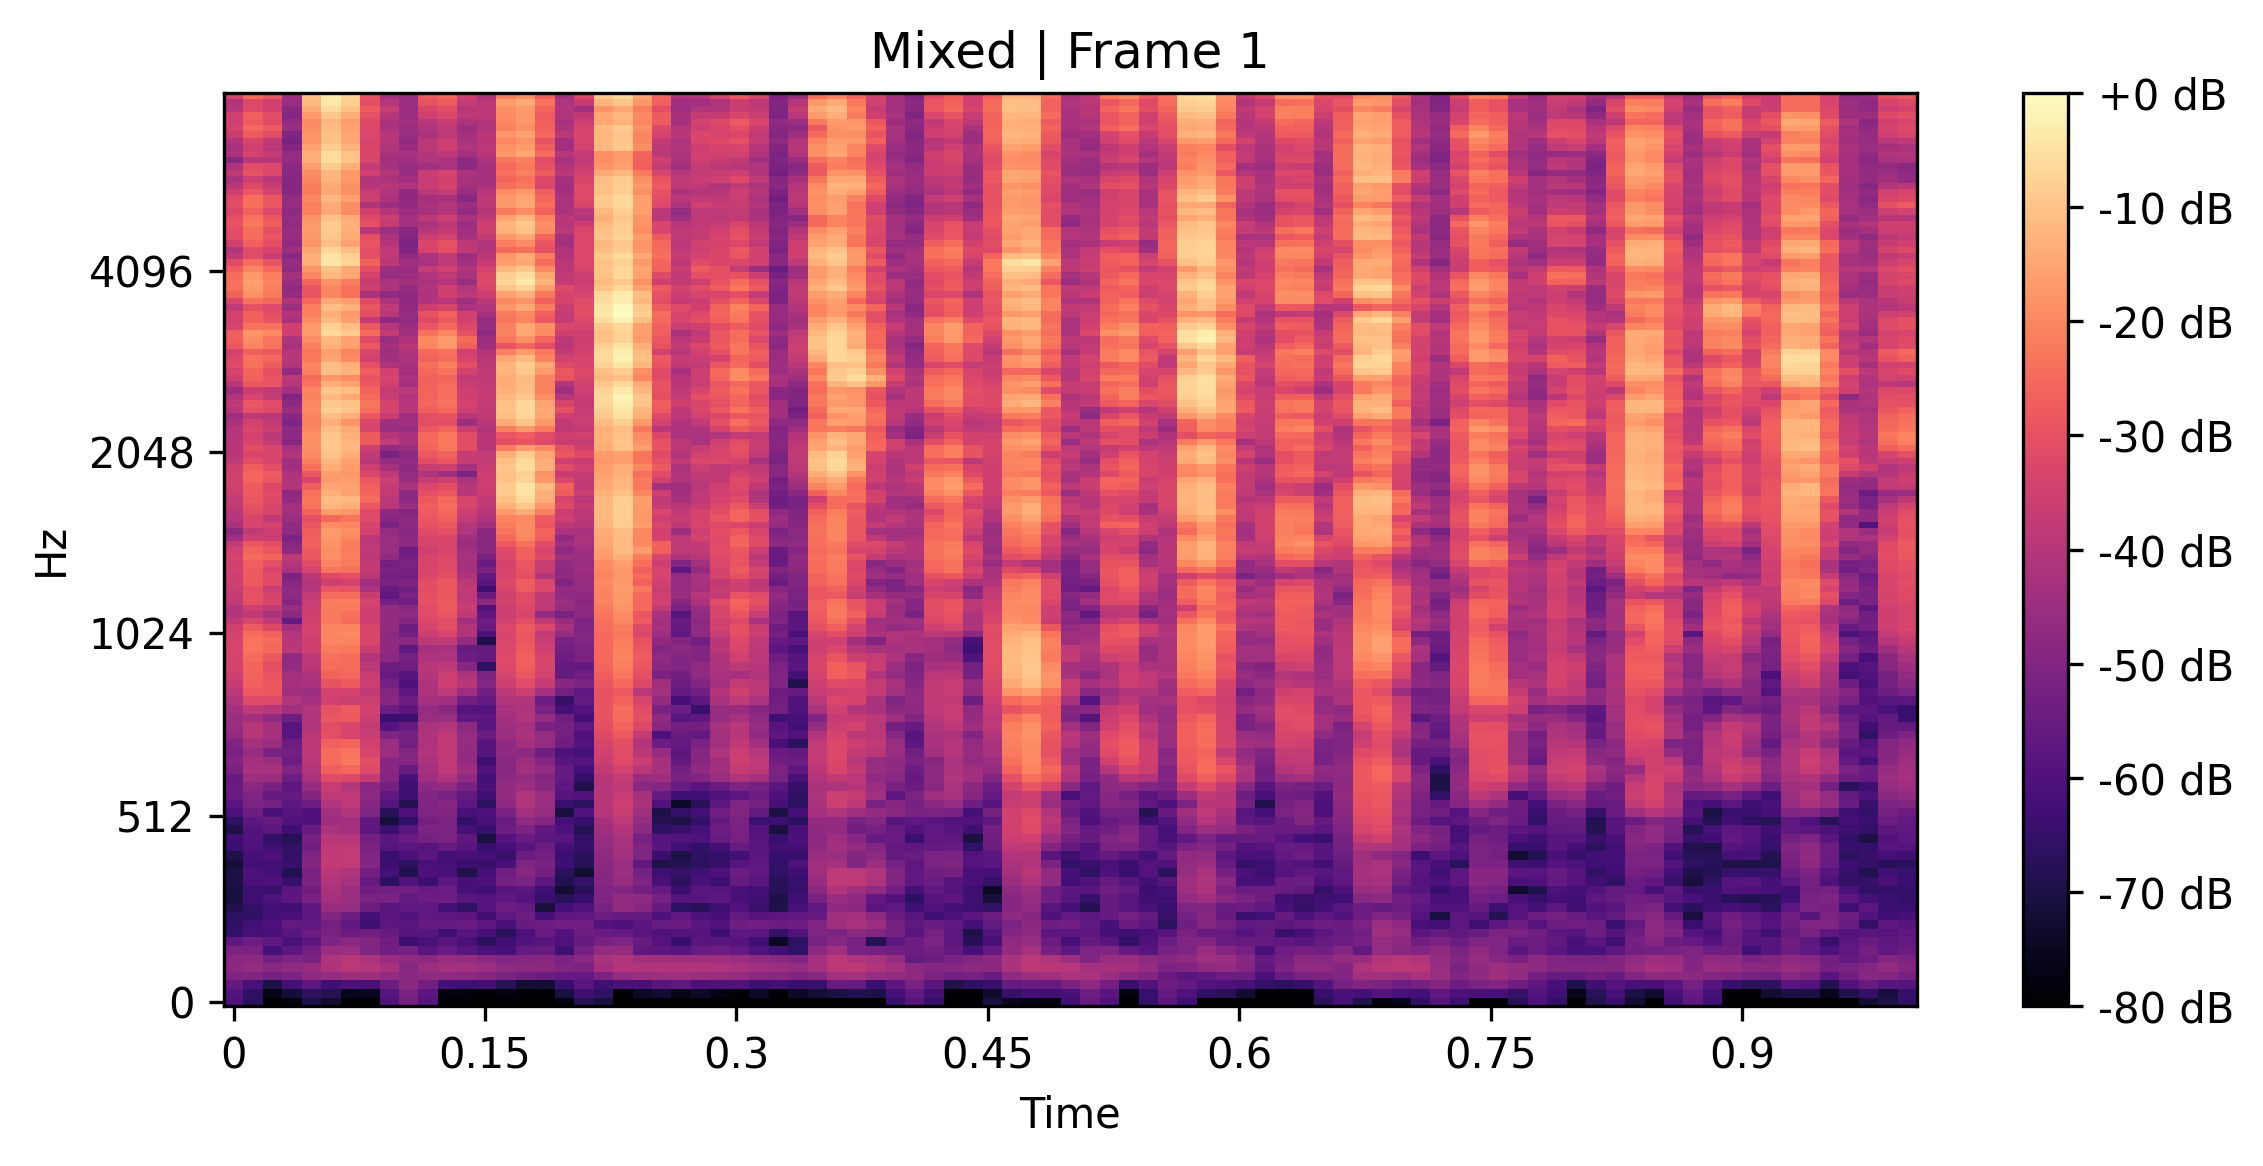 Mixed | Frame 1
+0 dB
-10 dB
-20 dB
-30 dB
-40 dB
-50 dB
-60 dB
-70 dB
-80 dB
Hz
4096
2048
1024
512
0
0 0.15 0.3 0.45 0.6 0.75 0.9
Time